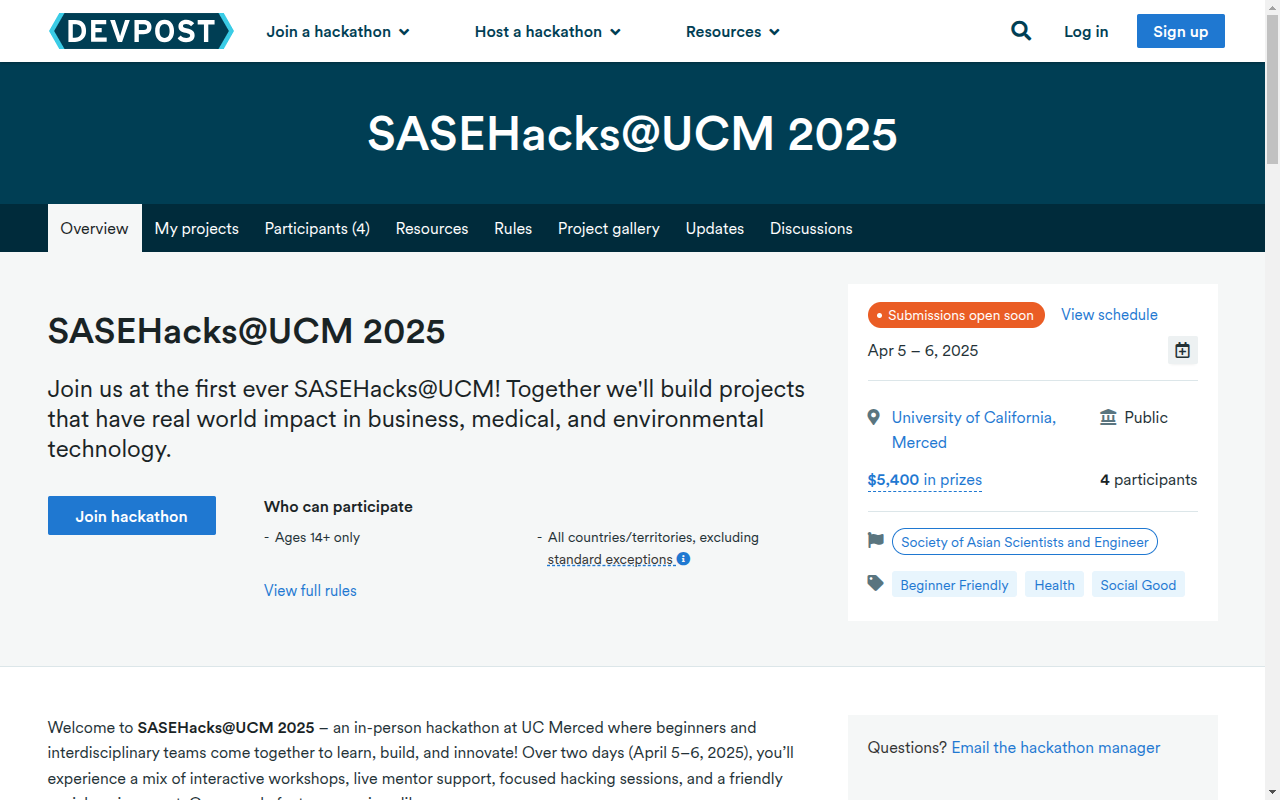 DEVPOST
Join a hackathon
Host a hackathon
Resources
Log in
Sign up
SASEHacks@UCM 2025
Overview
My projects
Participants (4)
Resources
Rules
Project gallery
Updates
Discussions
SASEHacks@UCM 2025
Join us at the first ever SASEHacks@UCM! Together we'll build projects
that have real world impact in business, medical, and environmental
technology.
Join hackathon
Who can participate
- Ages 14+ only
- All countries/territories, excluding
standard exceptions
View full rules
Submissions open soon
View schedule
Apr 5 – 6, 2025
University of California,
Merced
Public
$5,400 in prizes
4 participants
Society of Asian Scientists and Engineer
Beginner Friendly
Health
Social Good
Welcome to SASEHacks@UCM 2025 – an in-person hackathon at UC Merced where beginners and
interdisciplinary teams come together to learn, build, and innovate! Over two days (April 5–6, 2025), you’ll
experience a mix of interactive workshops, live mentor support, focused hacking sessions, and a friendly
Questions? Email the hackathon manager